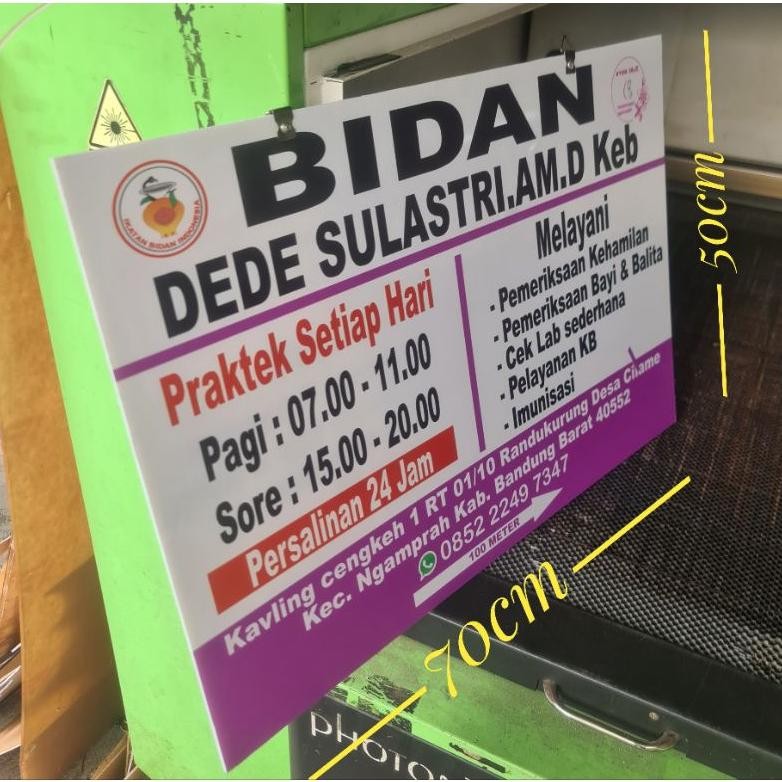 BIDAN
DEDE SULASTRI.AM.D Keb
IKATAN BIDAN INDONESIA
Praktek Setiap Hari
Pagi : 07.00 - 11.00
Sore : 15.00 - 20.00
Persalinan 24 Jam
Melayani
- Pemeriksaan Kehamilan
- Pemeriksaan Bayi & Balita
- Cek Lab sederhana
- Pelayanan KB
- Imunisasi
Kavling cengkeh 1 RT 01/10 Randukurung Desa Cilame
Kec. Ngamprah Kab. Bandung Barat 40552
0852 2249 7347
100 METER
50cm
70cm